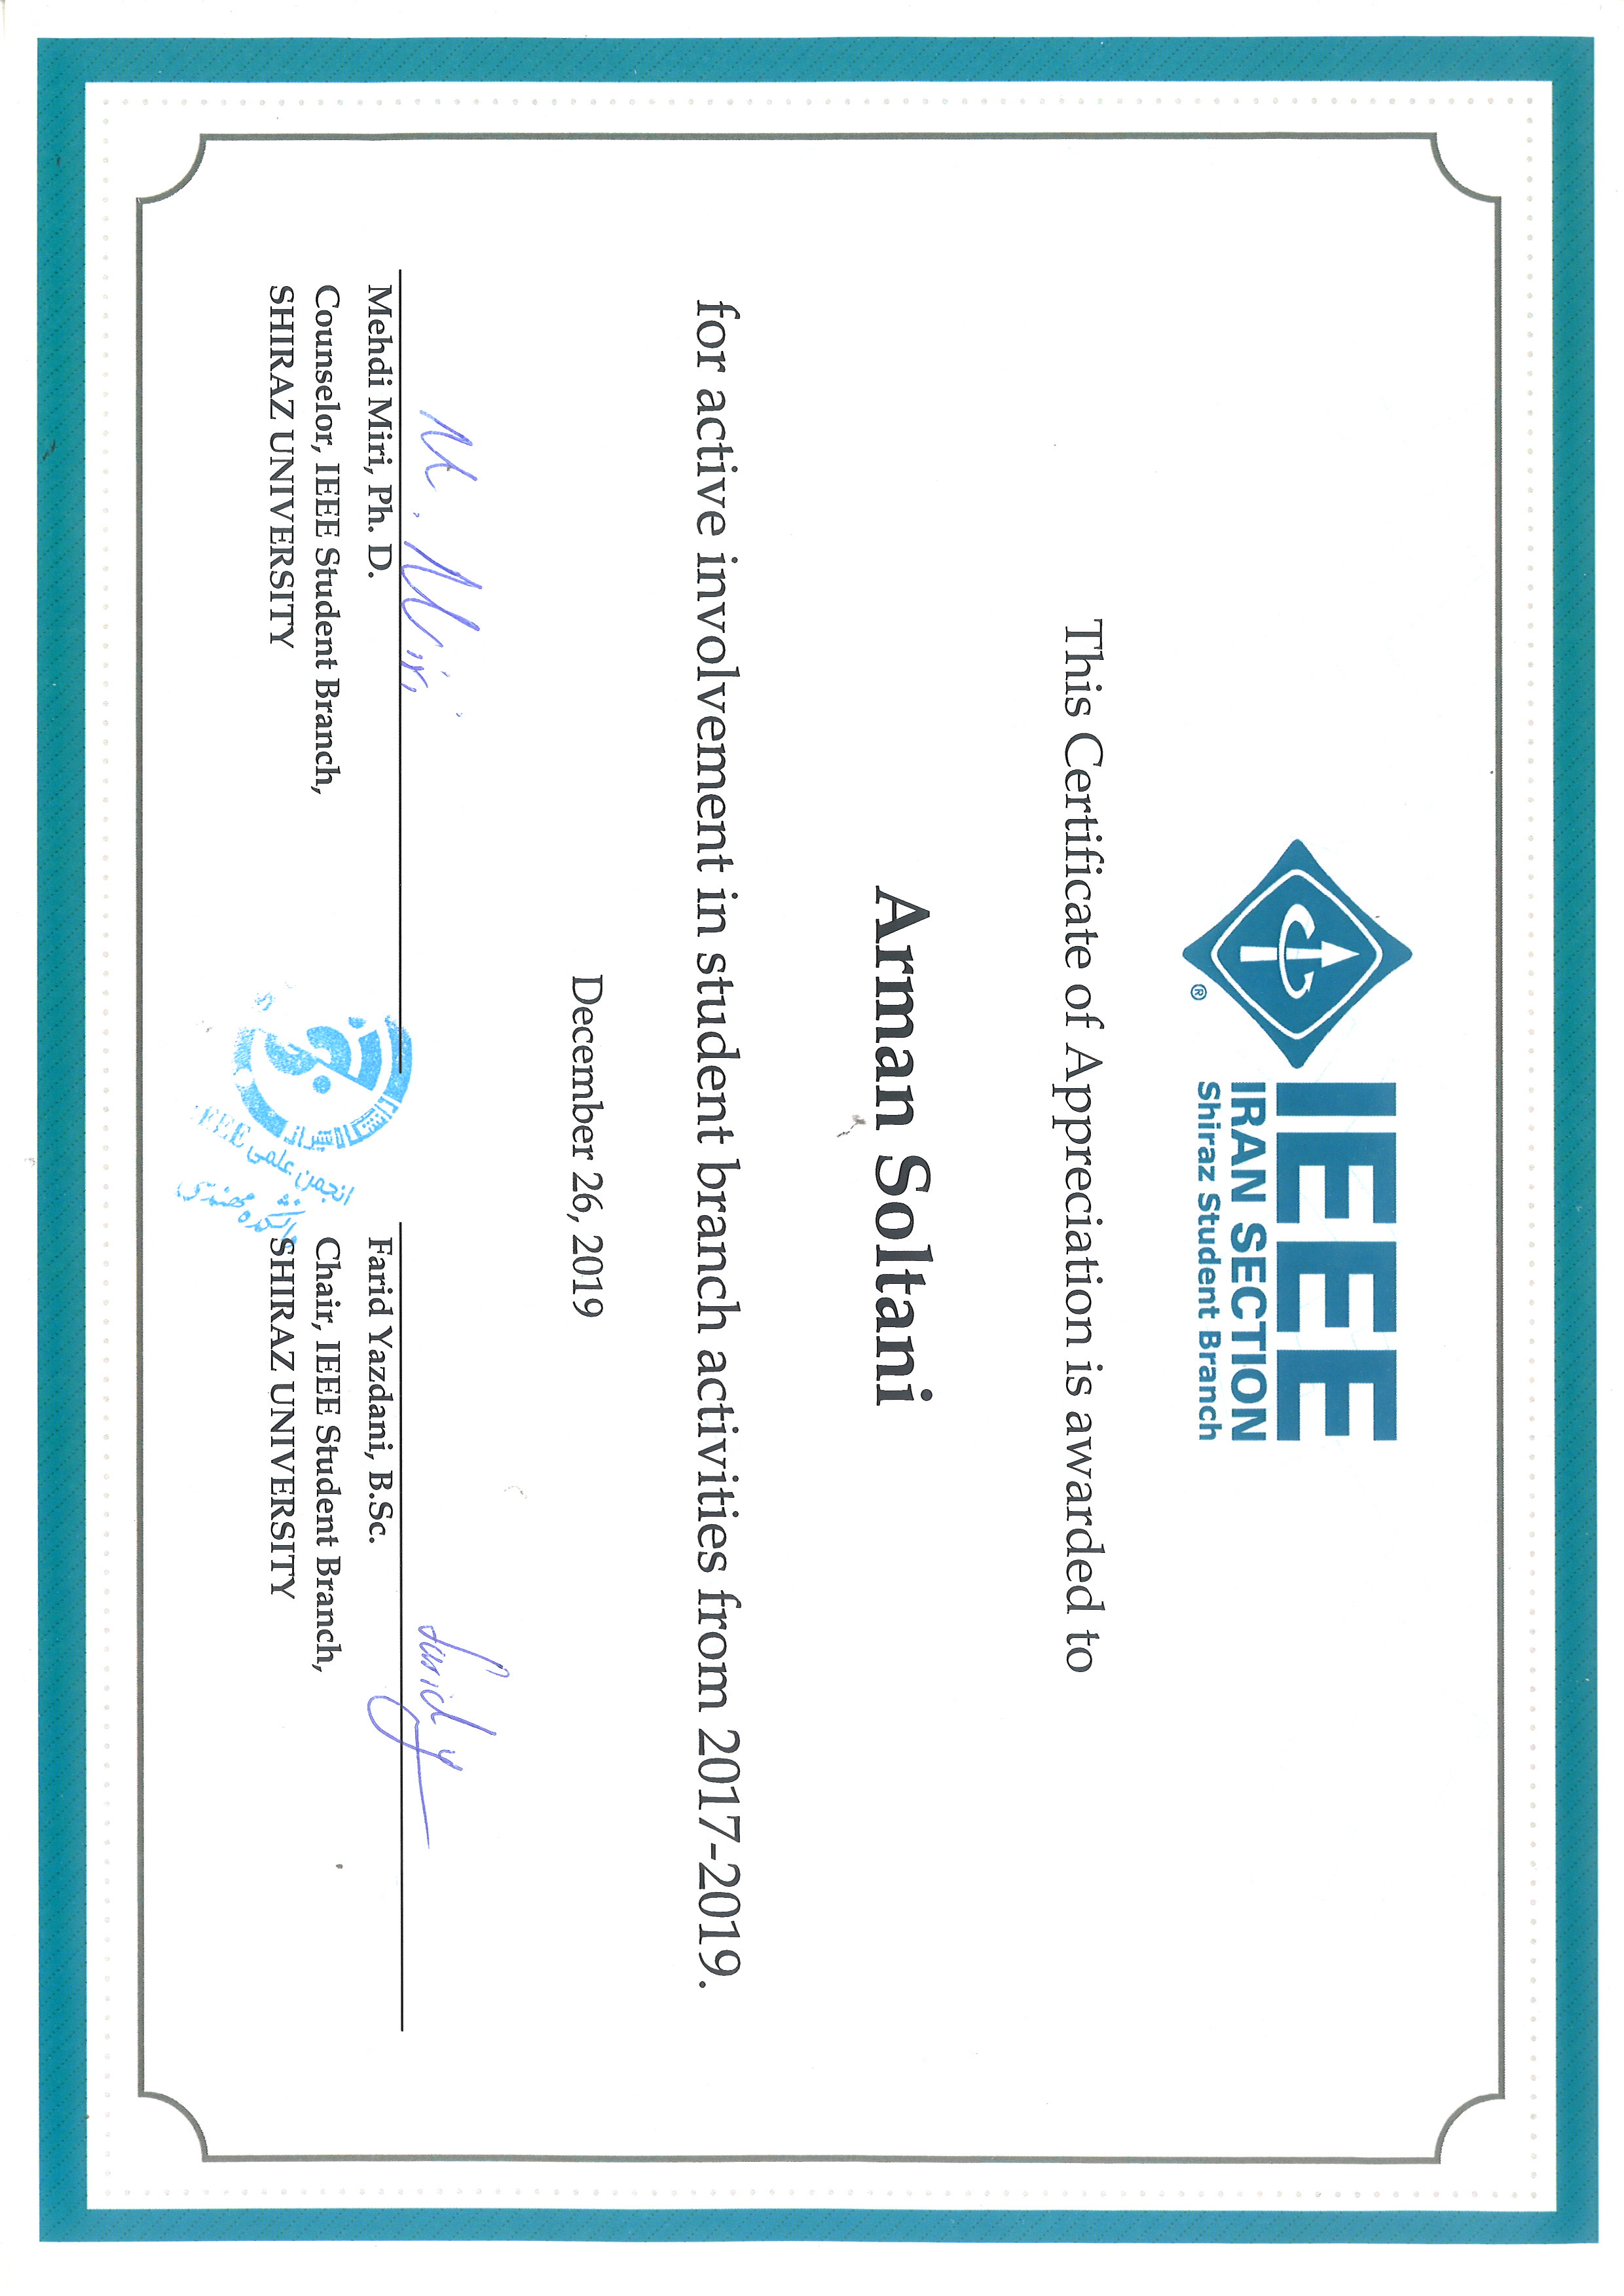 IEEE
IRAN SECTION
Shiraz Student Branch
®
This Certificate of Appreciation is awarded to
Arman Soltani
for active involvement in student branch activities from 2017-2019.
December 26, 2019
M. Miri
Farid Y
Mehdi Miri, Ph. D.
Counselor, IEEE Student Branch,
SHIRAZ UNIVERSITY
Farid Yazdani, B.Sc.
Chair, IEEE Student Branch,
SHIRAZ UNIVERSITY
انجمن علمی IEEE
دانشکده مهندسی